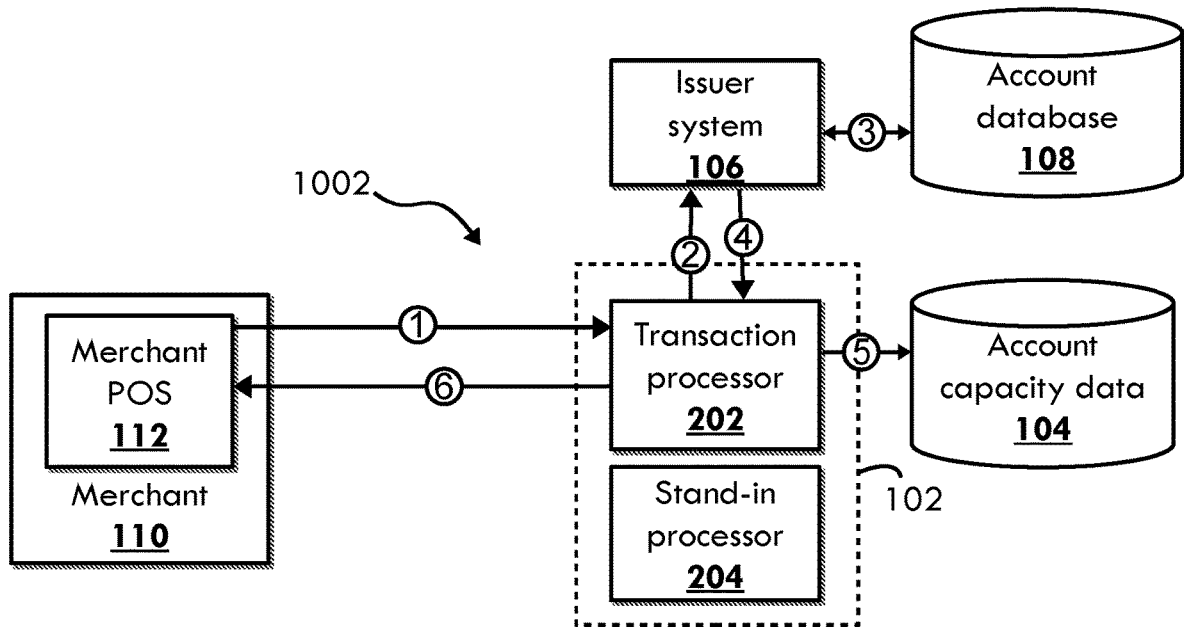 Issuer
system
106
③
Account
database
108
1002
②
④
Merchant
POS
112
Merchant
110
①
⑥
Transaction
processor
202
⑤
Account
capacity data
104
Stand-in
processor
204
102